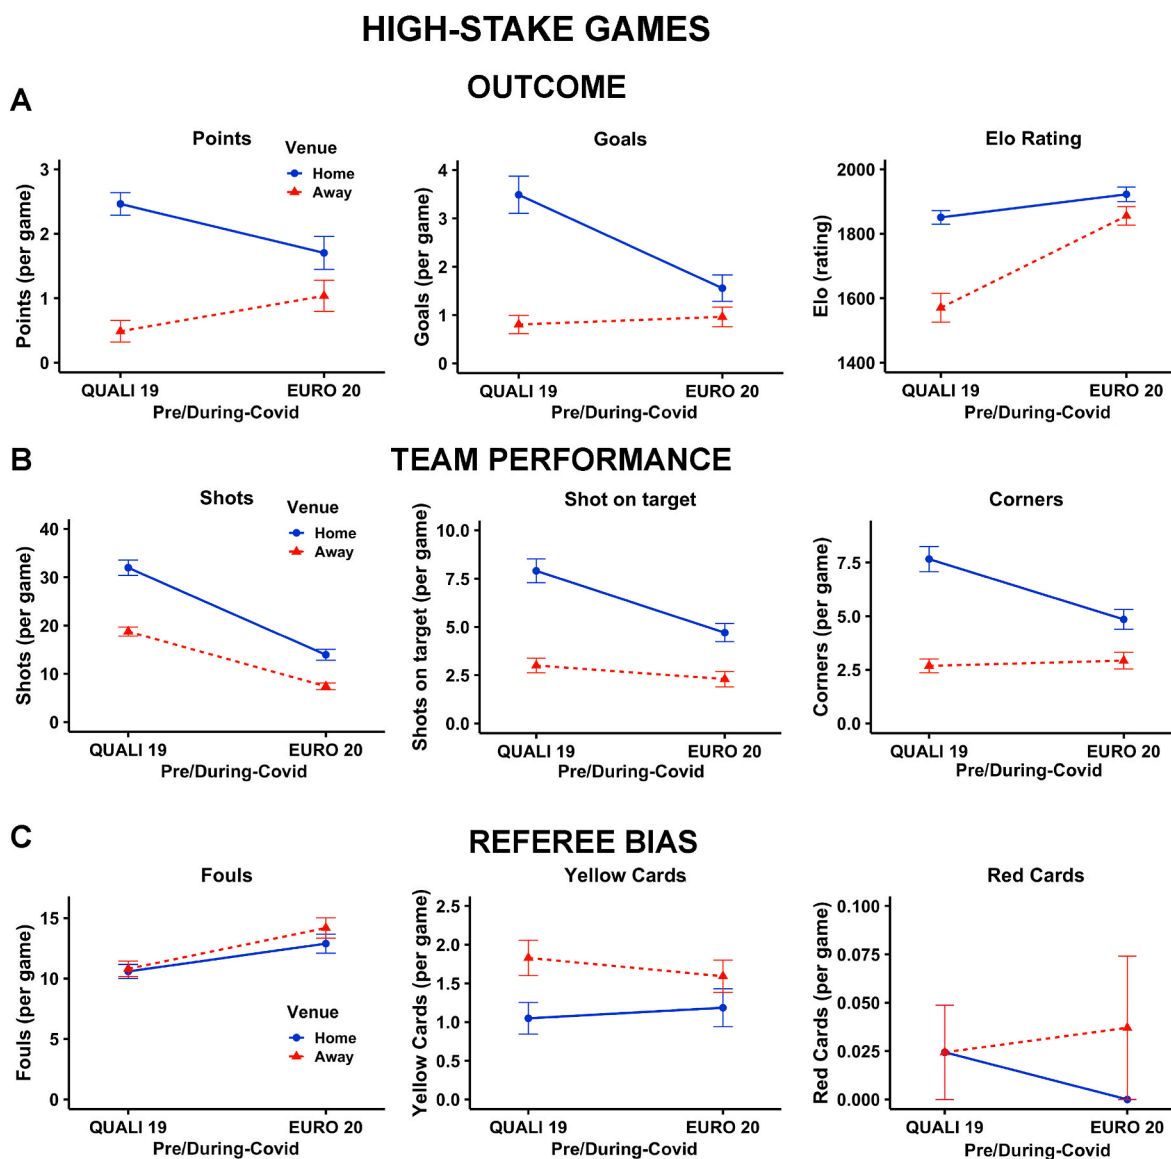 HIGH-STAKE GAMES
OUTCOME
A
Points
Venue
Home
Away
Points (per game)
3
2
1
0
QUALI 19
EURO 20
Pre/During-Covid
Goals
Goals (per game)
4
3
2
1
0
QUALI 19
EURO 20
Pre/During-Covid
Elo Rating
Elo (rating)
2000
1800
1600
1400
QUALI 19
EURO 20
Pre/During-Covid
B
TEAM PERFORMANCE
Shots
Venue
Home
Away
Shots (per game)
40
30
20
10
0
QUALI 19
EURO 20
Pre/During-Covid
Shot on target
Shots on target (per game)
10.0
7.5
5.0
2.5
0.0
QUALI 19
EURO 20
Pre/During-Covid
Corners
Corners (per game)
7.5
5.0
2.5
0.0
QUALI 19
EURO 20
Pre/During-Covid
C
REFEREE BIAS
Fouls
Fouls (per game)
15
10
5
0
Venue
Home
Away
QUALI 19
EURO 20
Pre/During-Covid
Yellow Cards
Yellow Cards (per game)
2.5
2.0
1.5
1.0
0.5
0.0
QUALI 19
EURO 20
Pre/During-Covid
Red Cards
Red Cards (per game)
0.100
0.075
0.050
0.025
0.000
QUALI 19
EURO 20
Pre/During-Covid